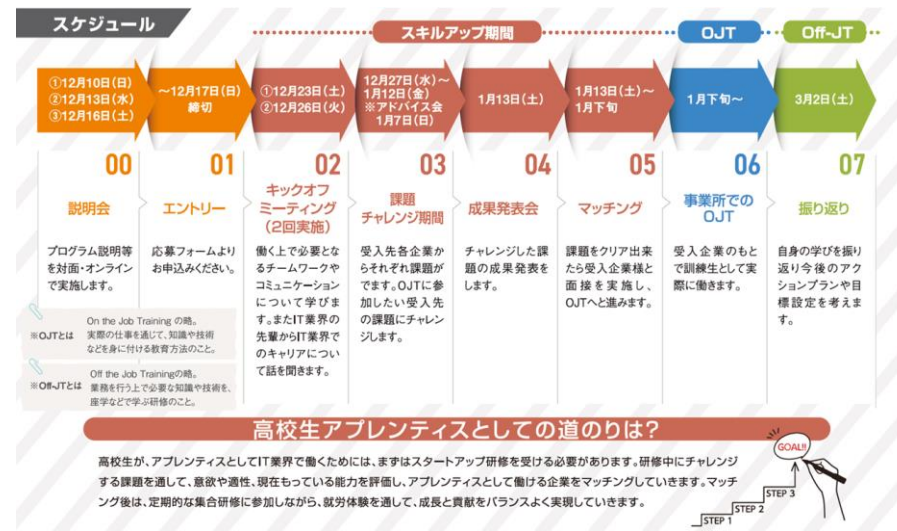 スケジュール
スキルアップ期間
OJT
Off-JT
①12月10日(日)
②12月13日(水)
③12月16日(土)
～12月17日(日)
締切
①12月23日(土)
②12月26日(火)
12月27日(水)～
1月12日(金)
※アドバイス会
1月7日(日)
1月13日(土)
1月13日(土)～
1月下旬
1月下旬～
3月2日(土)
00
説明会
プログラム説明等
を対面・オンライン
で実施します。
01
エントリー
応募フォームより
お申込みください。
02
キックオフ
ミーティング
(2回実施)
働く上で必要とな
るチームワークや
コミュニケーション
について学びま
す。またIT業界の
先輩からIT業界で
のキャリアについ
て話を聞きます。
03
課題
チャレンジ期間
受入先各企業か
らそれぞれ課題が
でます。OJTに参
加したい受入先
の課題にチャレン
ジします。
04
成果発表会
チャレンジした課
題の成果発表を
します。
05
マッチング
課題をクリア出来
たら受入企業様と
面接を実施し、
OJTへと進みます。
06
事業所での
OJT
受入企業のもと
で訓練生として実
際に働きます。
07
振り返り
自身の学びを振り
返り今後のアク
ションプランや目
標設定を考えま
す。
※OJTとは
On the Job Training の略。
実際の仕事を通じて、知識や技術
などを身に付ける教育方法のこと。
※Off-JTとは
Off the Job Trainingの略。
業務を行う上で必要な知識や技術を、
座学などで学ぶ研修のこと。
高校生アプレンティスとしての道のりは?
高校生が、アプレンティスとしてIT業界で働くためには、まずはスタートアップ研修を受ける必要があります。研修中にチャレンジ
する課題を通して、意欲や適性、現在もっている能力を評価し、アプレンティスとして働ける企業をマッチングしていきます。マッチ
ング後は、定期的な集合研修に参加しながら、就労体験を通して、成長と貢献をバランスよく実現していきます。
GOAL!!
STEP 3
STEP 2
STEP 1